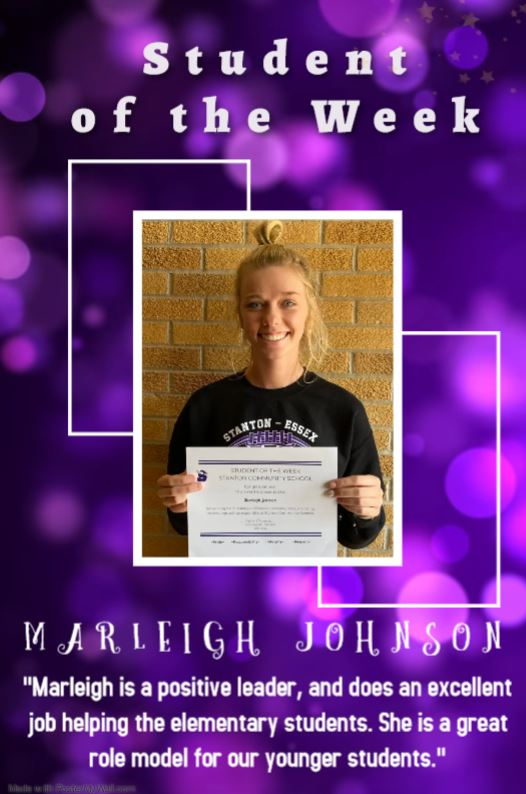 Student
of the Week
STANTON - ESSEX
STUDENT OF THE WEEK
STANTON COMMUNITY SCHOOL
MARLEIGH JOHNSON
"Marleigh is a positive leader, and does an excellent
job helping the elementary students. She is a great
role model for our younger students."
Made with PosterMyWall.com